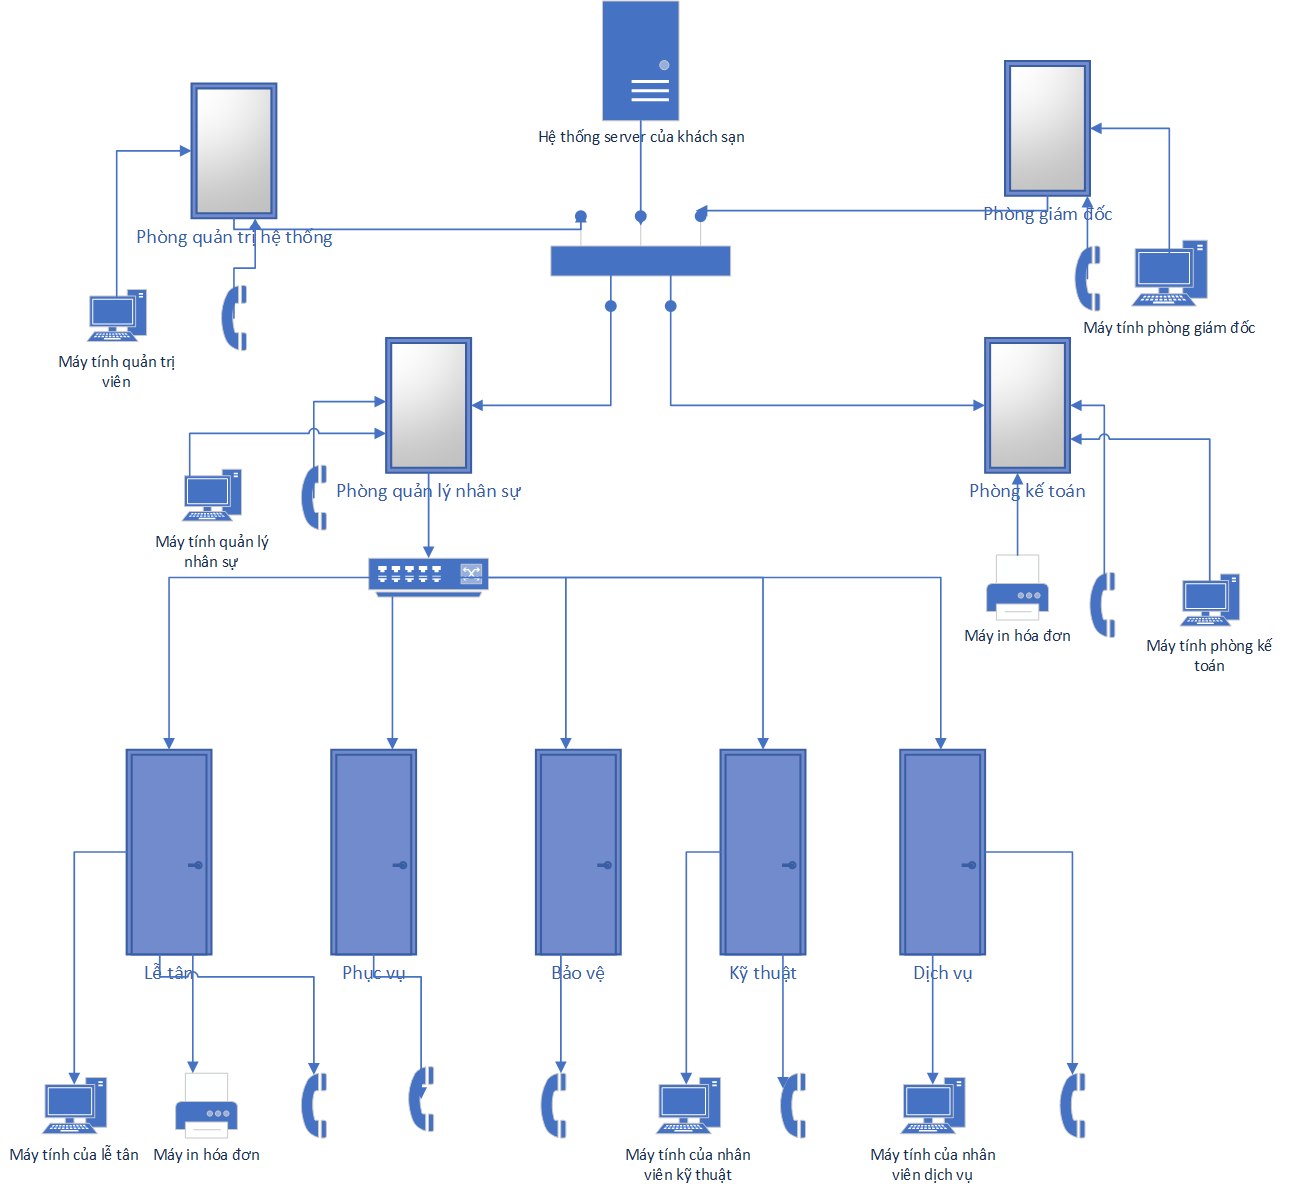 Hệ thống server của khách sạn
Phòng giám đốc
Phòng quản trị hệ thống
Máy tính phòng giám đốc
Máy tính quản trị
viên
Phòng quản lý nhân sự
Phòng kế toán
Máy tính quản lý
nhân sự
Máy in hóa đơn
Máy tính phòng kế
toán
Lễ tân
Phục vụ
Bảo vệ
Kỹ thuật
Dịch vụ
Máy tính của lễ tân
Máy in hóa đơn
Máy tính của nhân
viên kỹ thuật
Máy tính của nhân
viên dịch vụ